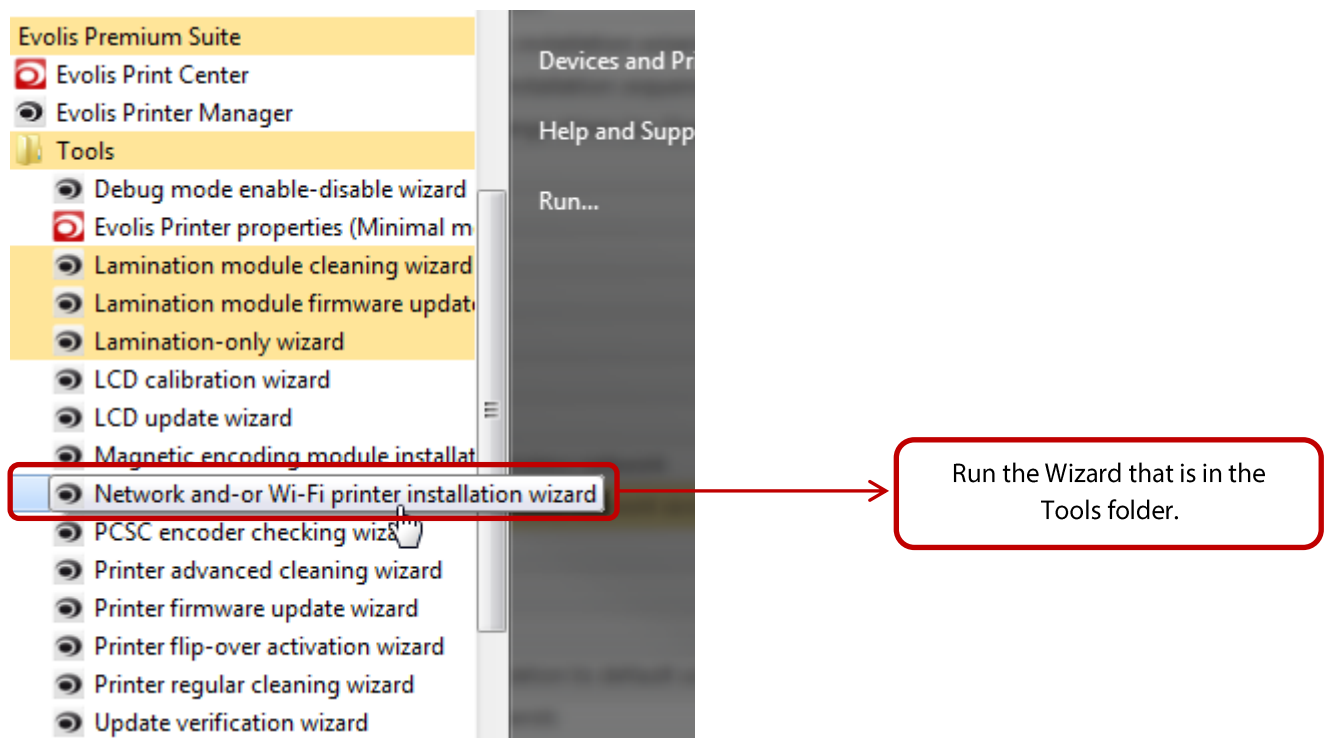 Evolis Premium Suite
Evolis Print Center
Evolis Printer Manager
Tools
Debug mode enable-disable wizard
Evolis Printer properties (Minimal m
Lamination module cleaning wizard
Lamination module firmware update
Lamination-only wizard
LCD calibration wizard
LCD update wizard
Magnetic encoding module installat
Network and-or Wi-Fi printer installation wizard
PCSC encoder checking wizard
Printer advanced cleaning wizard
Printer firmware update wizard
Printer flip-over activation wizard
Printer regular cleaning wizard
Update verification wizard
Devices and Pr
Help and Supp
Run...
Run the Wizard that is in the
Tools folder.